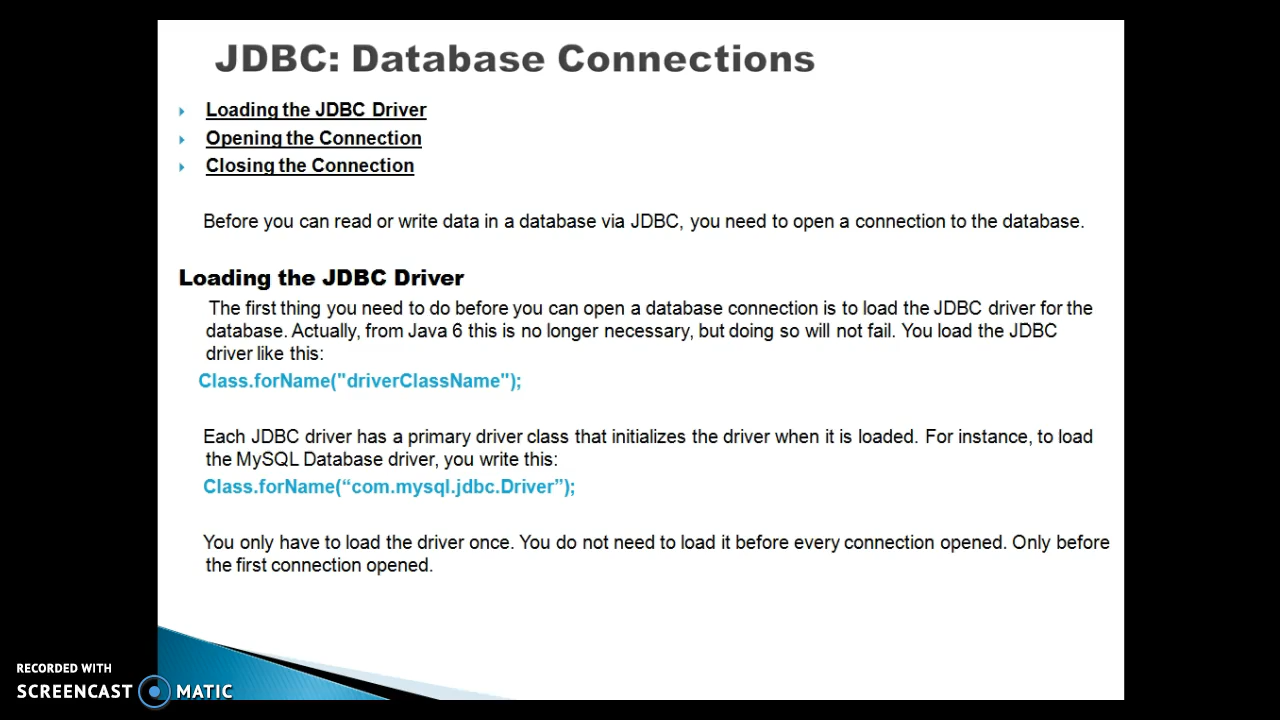 JDBC: Database Connections
Loading the JDBC Driver
Opening the Connection
Closing the Connection
Before you can read or write data in a database via JDBC, you need to open a connection to the database.
Loading the JDBC Driver
The first thing you need to do before you can open a database connection is to load the JDBC driver for the
database. Actually, from Java 6 this is no longer necessary, but doing so will not fail. You load the JDBC
driver like this:
Class.forName("driverClassName");
Each JDBC driver has a primary driver class that initializes the driver when it is loaded. For instance, to load
the MySQL Database driver, you write this:
Class.forName(“com.mysql.jdbc.Driver”);
You only have to load the driver once. You do not need to load it before every connection opened. Only before
the first connection opened.
RECORDED WITH
SCREENCAST MATIC